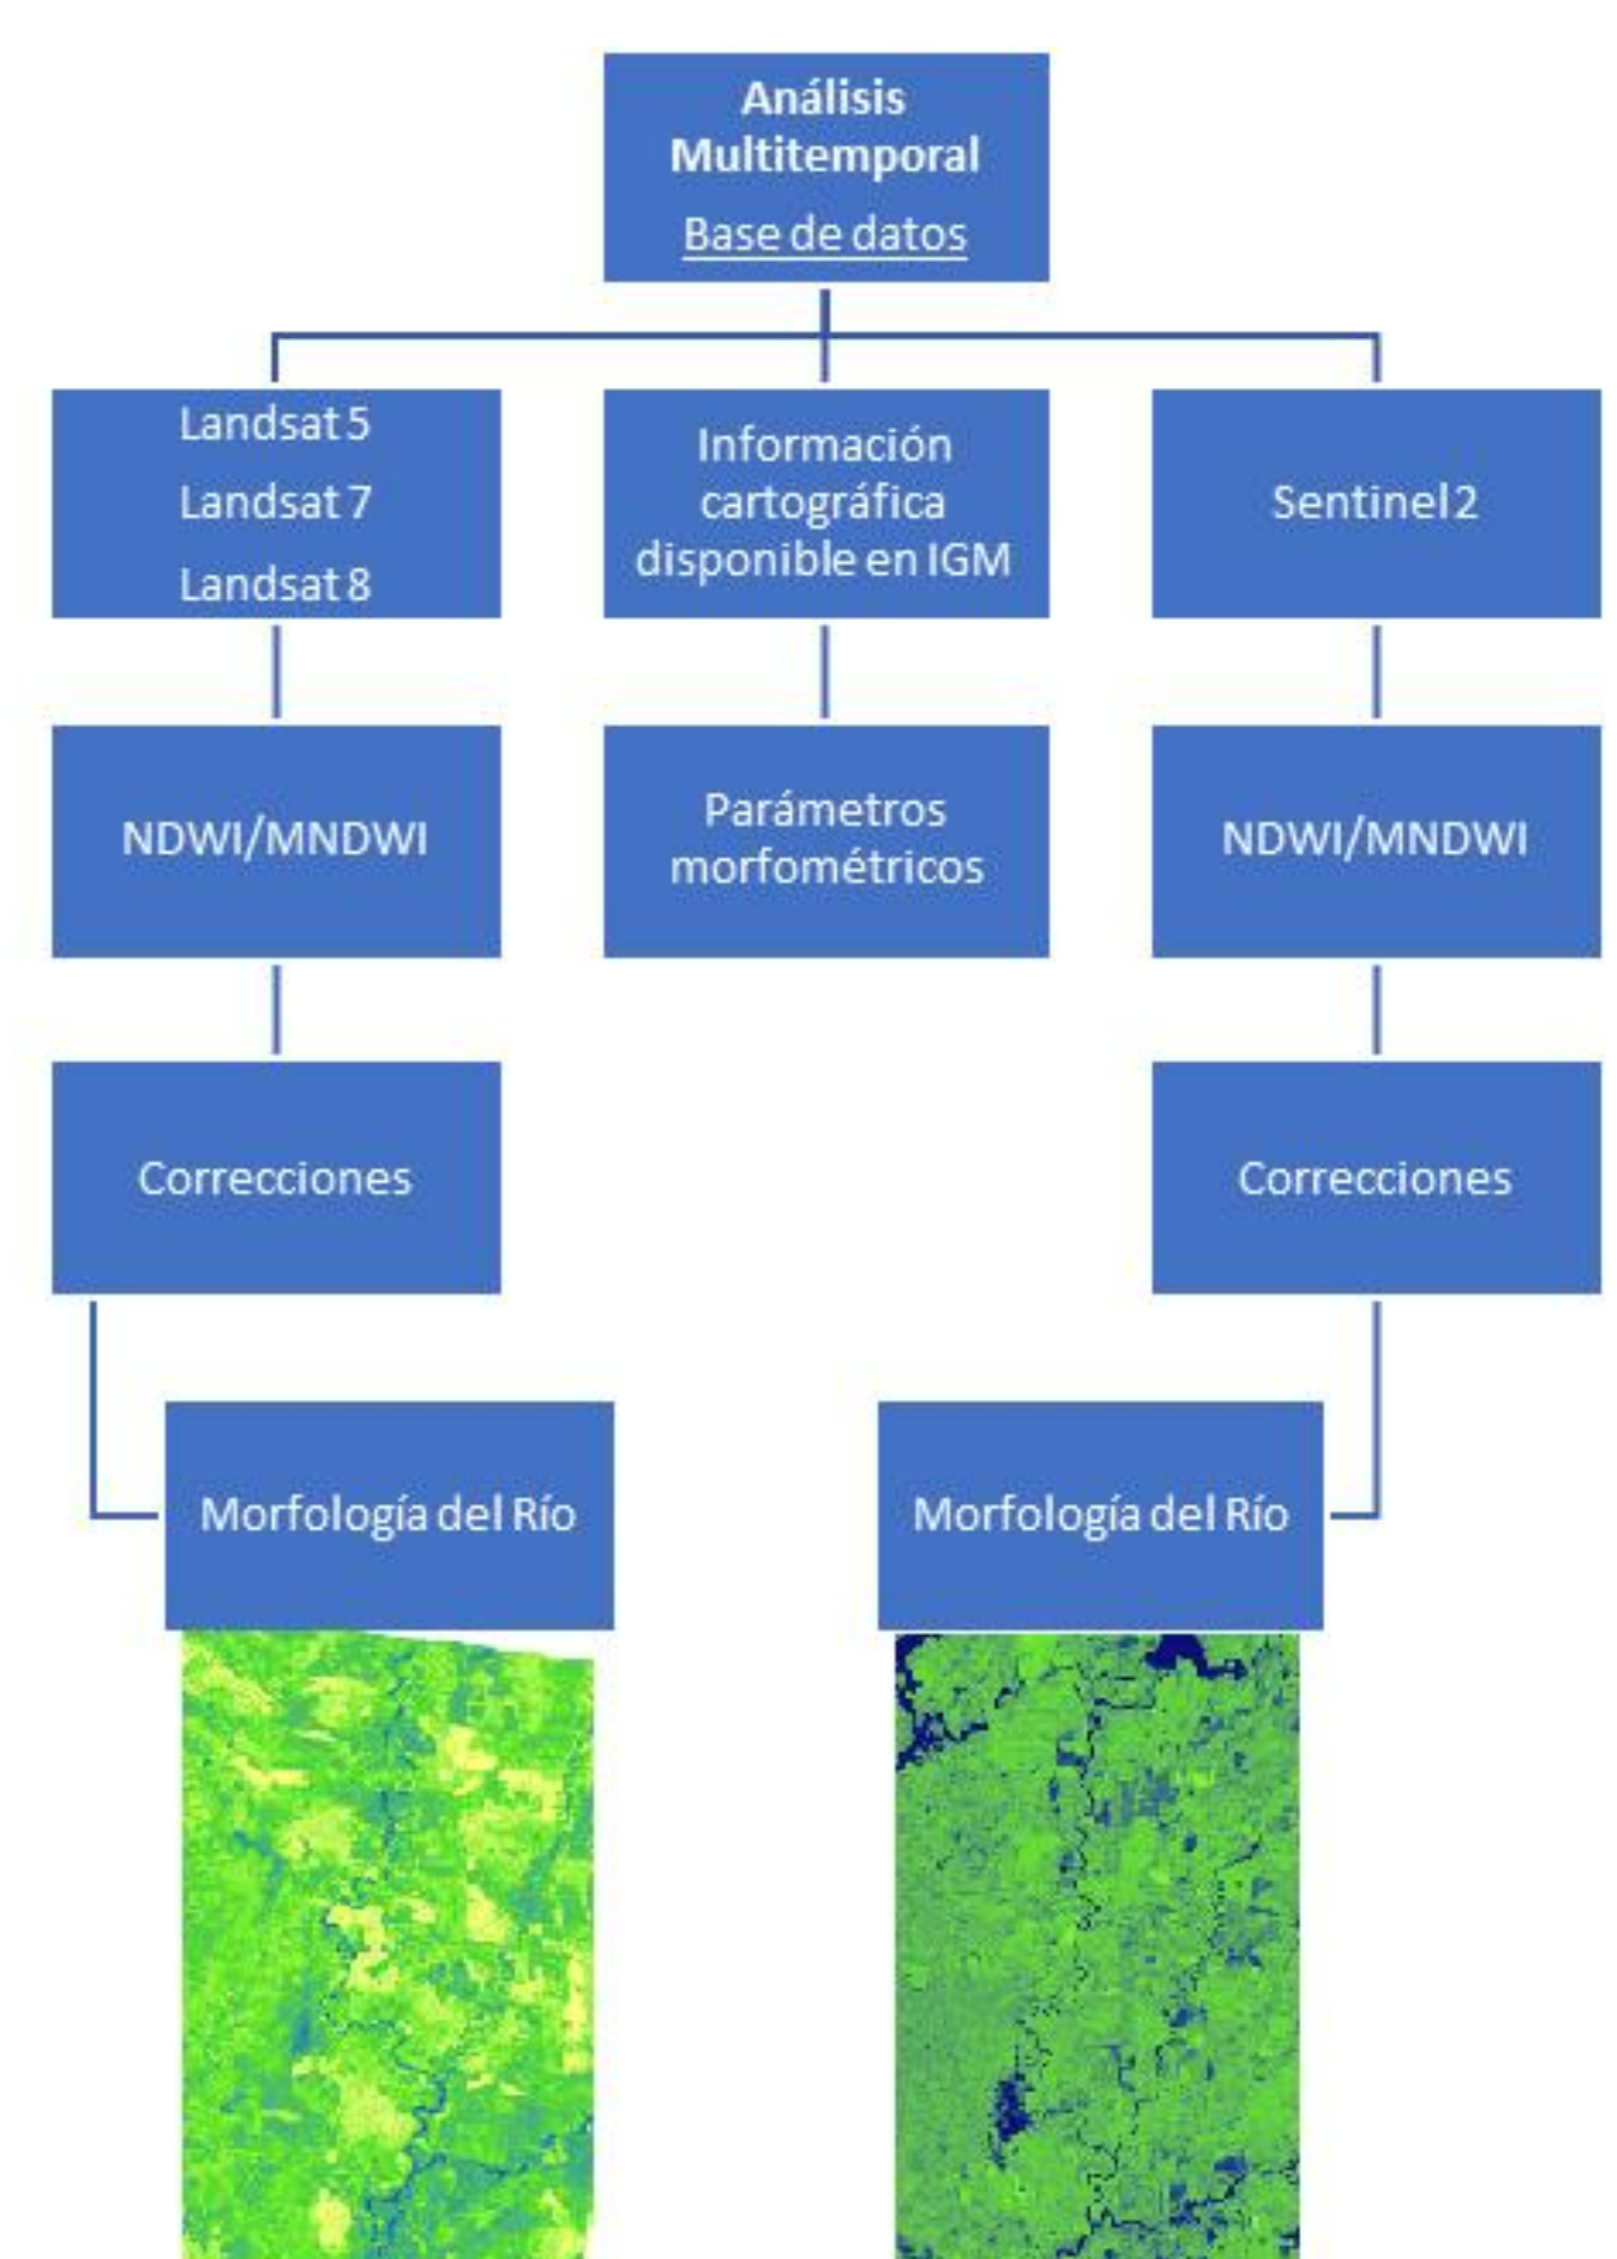 Análisis
Multitemporal
Base de datos
Landsat 5
Landsat 7
Landsat 8
Información
cartográfica
disponible en IGM
Sentinel 2
NDWI/MNDWI
Parámetros
morfométricos
NDWI/MNDWI
Correcciones
Correcciones
Morfología del Río
Morfología del Río